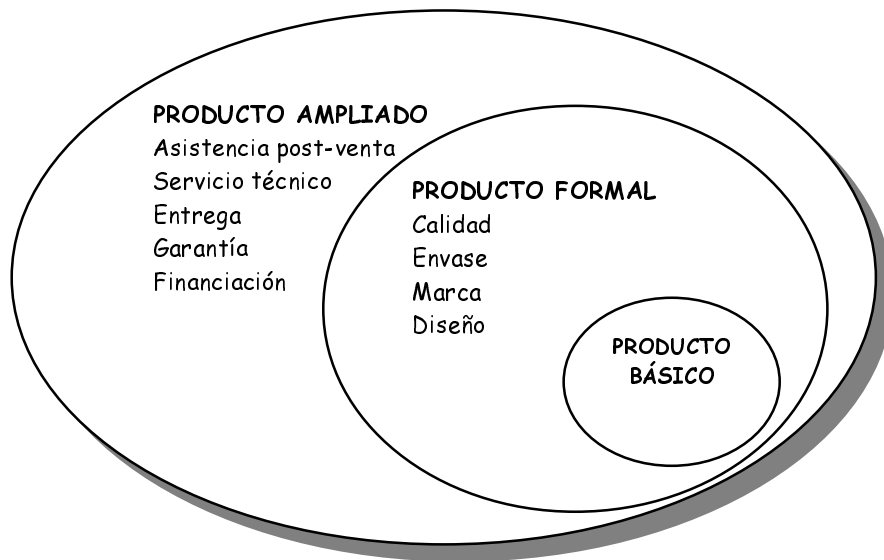 PRODUCTO AMPLIADO
Asistencia post-venta
Servicio técnico
Entrega
Garantía
Financiación
PRODUCTO FORMAL
Calidad
Envase
Marca
Diseño
PRODUCTO
BÁSICO